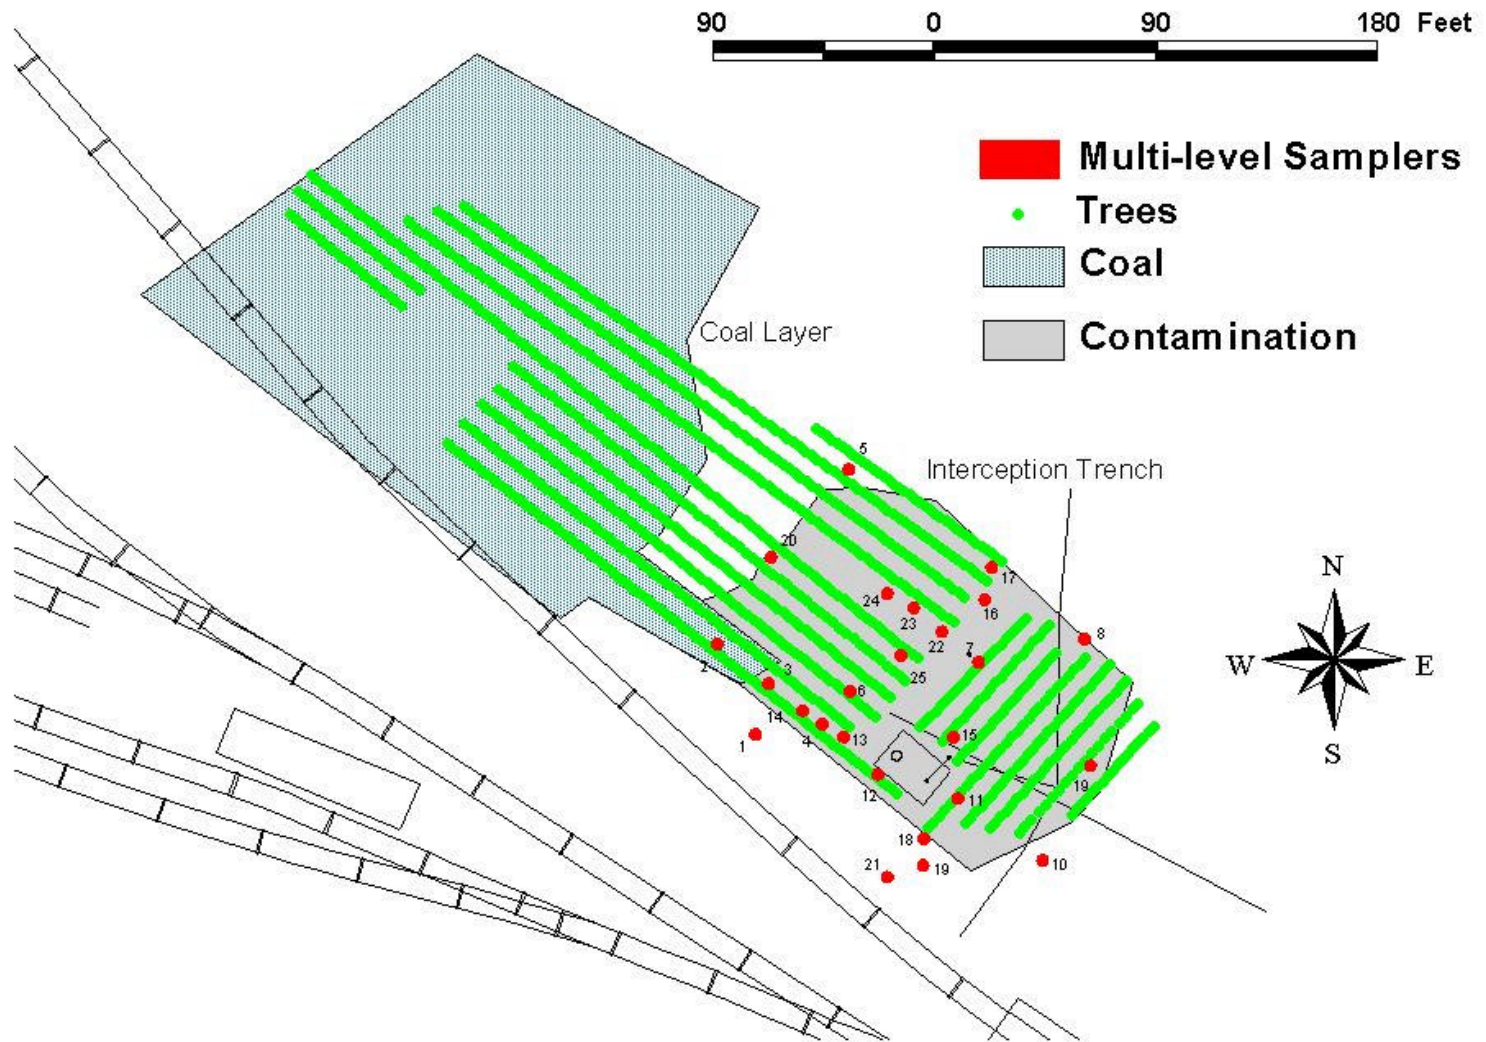 90 0 90 180 Feet
Multi-level Samplers
Trees
Coal
Coal Layer
Contamination
5
Interception Trench
20
17
24
16
23
22
8
7
2
3
25
6
14
1
4
13
15
12
19
11
18
21
19
10
N
W E
S